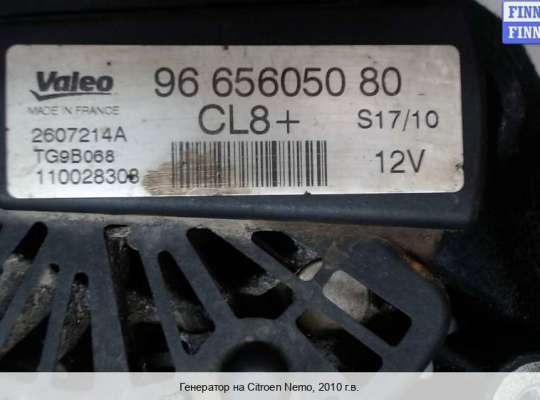 FINN
FINN
Valeo
MADE IN FRANCE
96 656050 80
CL8+
S17/10
2607214A
TG9B068
110028303
12V
Генератор на Citroen Nemo, 2010 г.в.